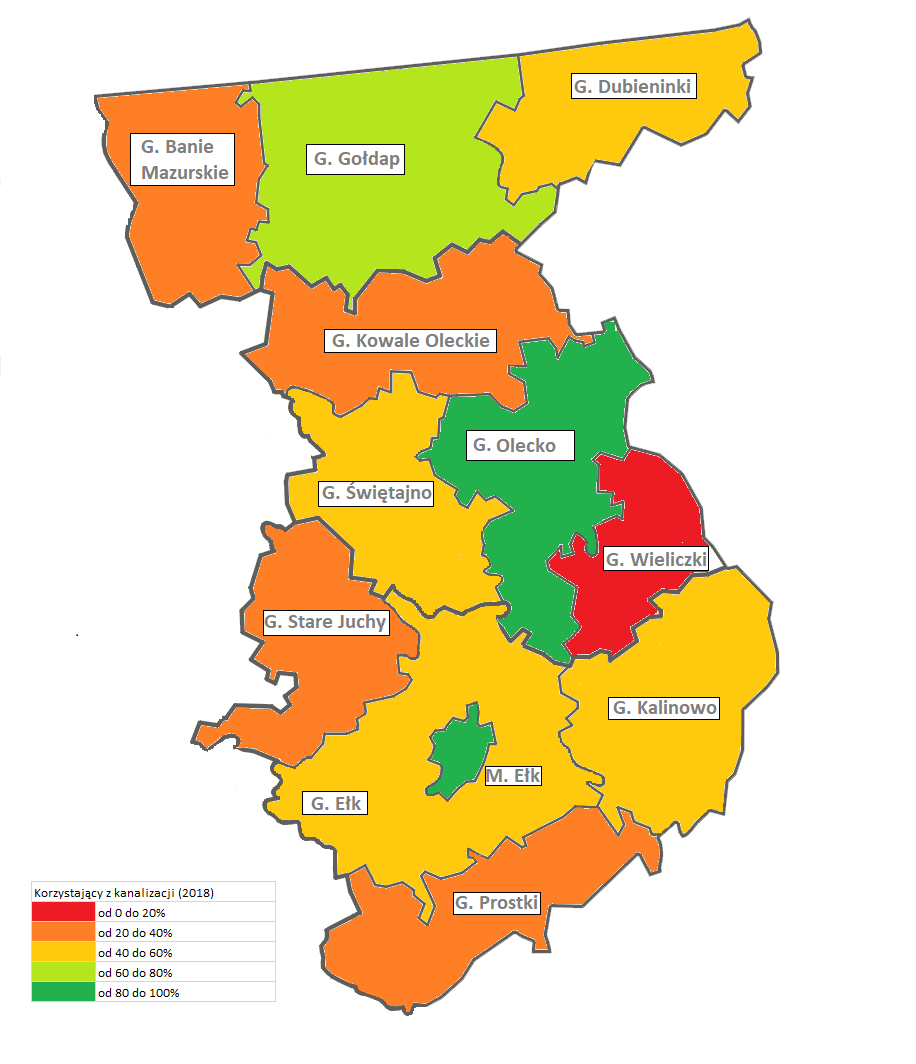 G. Dubieninki
G. Banie
Mazurskie
G. Gołdap
G. Kowale Oleckie
G. Olecko
G. Świętajno
G. Wieliczki
G. Stare Juchy
G. Kalinowo
M. Ełk
G. Ełk
G. Prostki
Korzystający z kanalizacji (2018)
od 0 do 20%
od 20 do 40%
od 40 do 60%
od 60 do 80%
od 80 do 100%